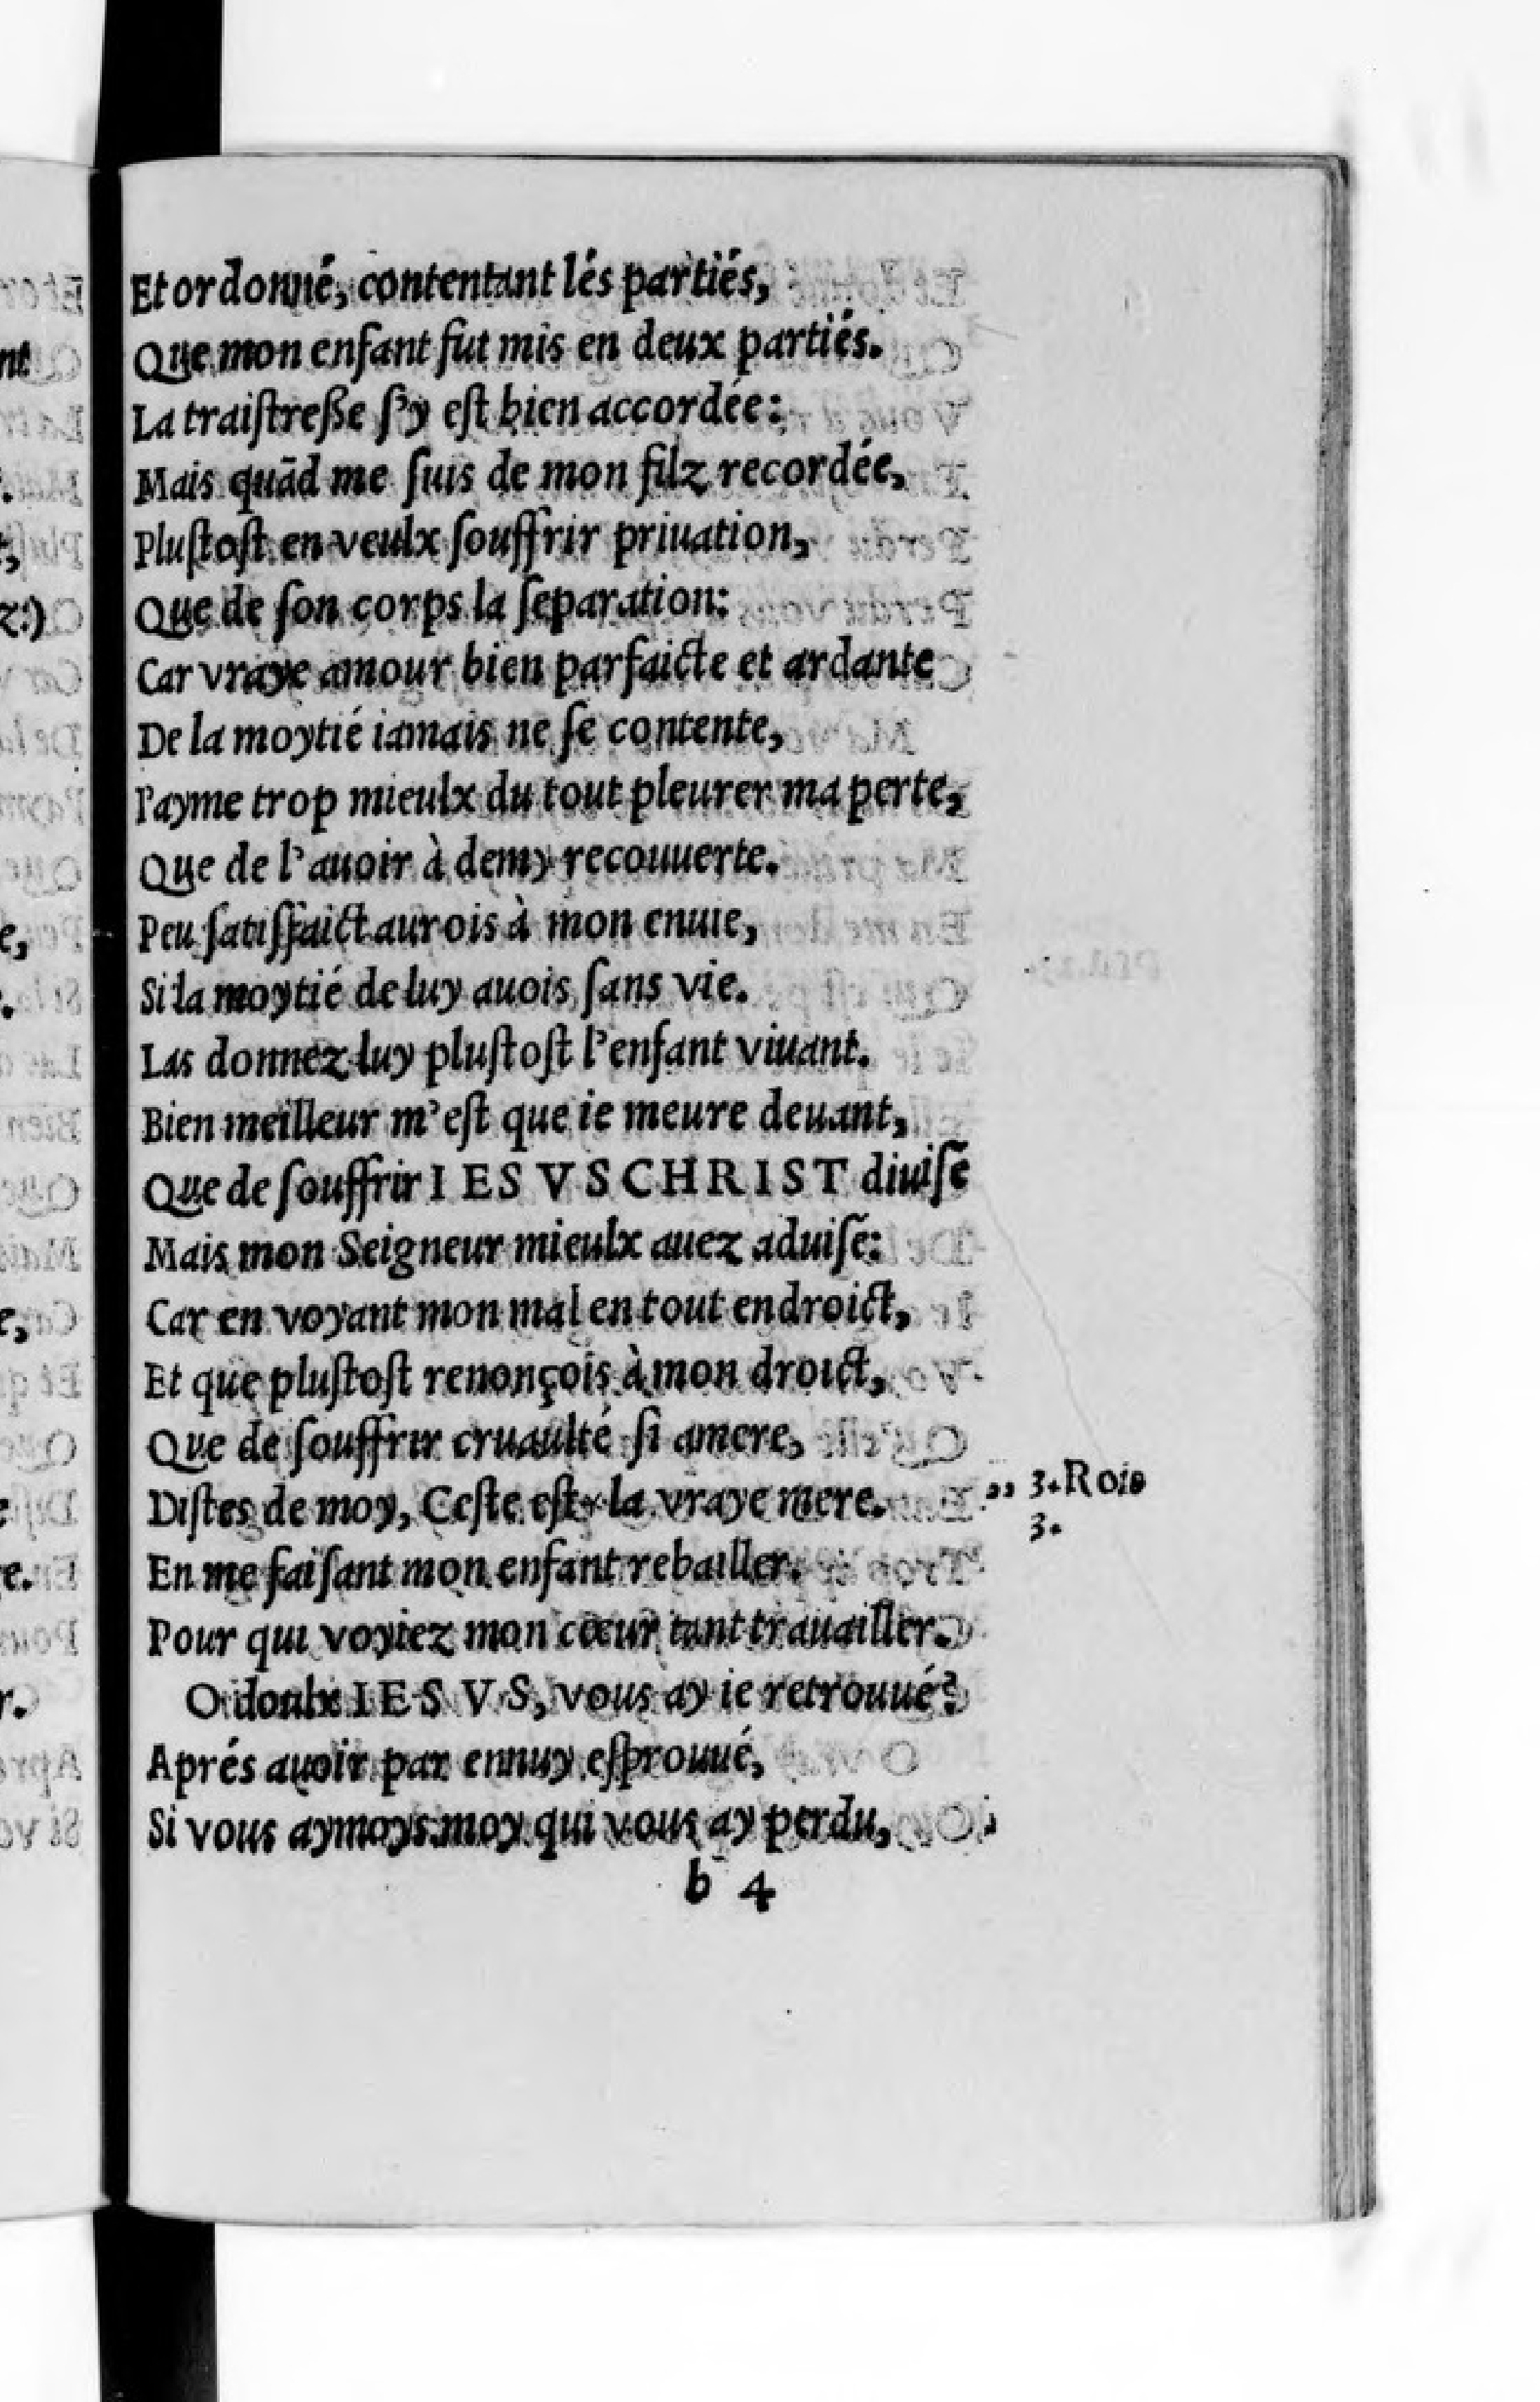 Et ordonné, contentant lés partiés,
Que mon enfant fut mis en deux partiés.
La traiſtreſſe ſ'y eſt bien accordée:
Mais quãd me ſuis de mon filz recordée,
Pluſtoſt en veulx ſouffrir priuation,
Que de ſon corps la ſeparation:
Car vraye amour bien parfaicte et ardante
De la moytié iamais ne ſe contente,
I'ayme trop mieulx du tout pleurer ma perte,
Que de l'auoir à demy recouuerte.
Peu ſatiſfaict aurois à mon enuie,
Si la moytié de luy auois ſans vie.
Las donnez luy pluſtoſt l'enfant viuant.
Bien meilleur m'eſt que ie meure deuant,
Que de ſouffrir IESVS CHRIST diuiſé
Mais mon Seigneur mieulx auez aduiſé:
Car en voyant mon mal en tout endroict,
Et que pluſtoſt renonçois à mon droict,
Que de ſouffrir cruaulté ſi amere,
Diſtes de moy, Ceſte eſt la vraye mere. ,, 3. Rois
3.
En me faiſant mon enfant rebailler.
Pour qui voyiez mon cœur tant trauailler.
O doulx IESVS, vous ay ie retrouué?
Aprés auoir par ennuy eſprouué,
Si vous aymoys moy qui vous ay perdu,
b 4